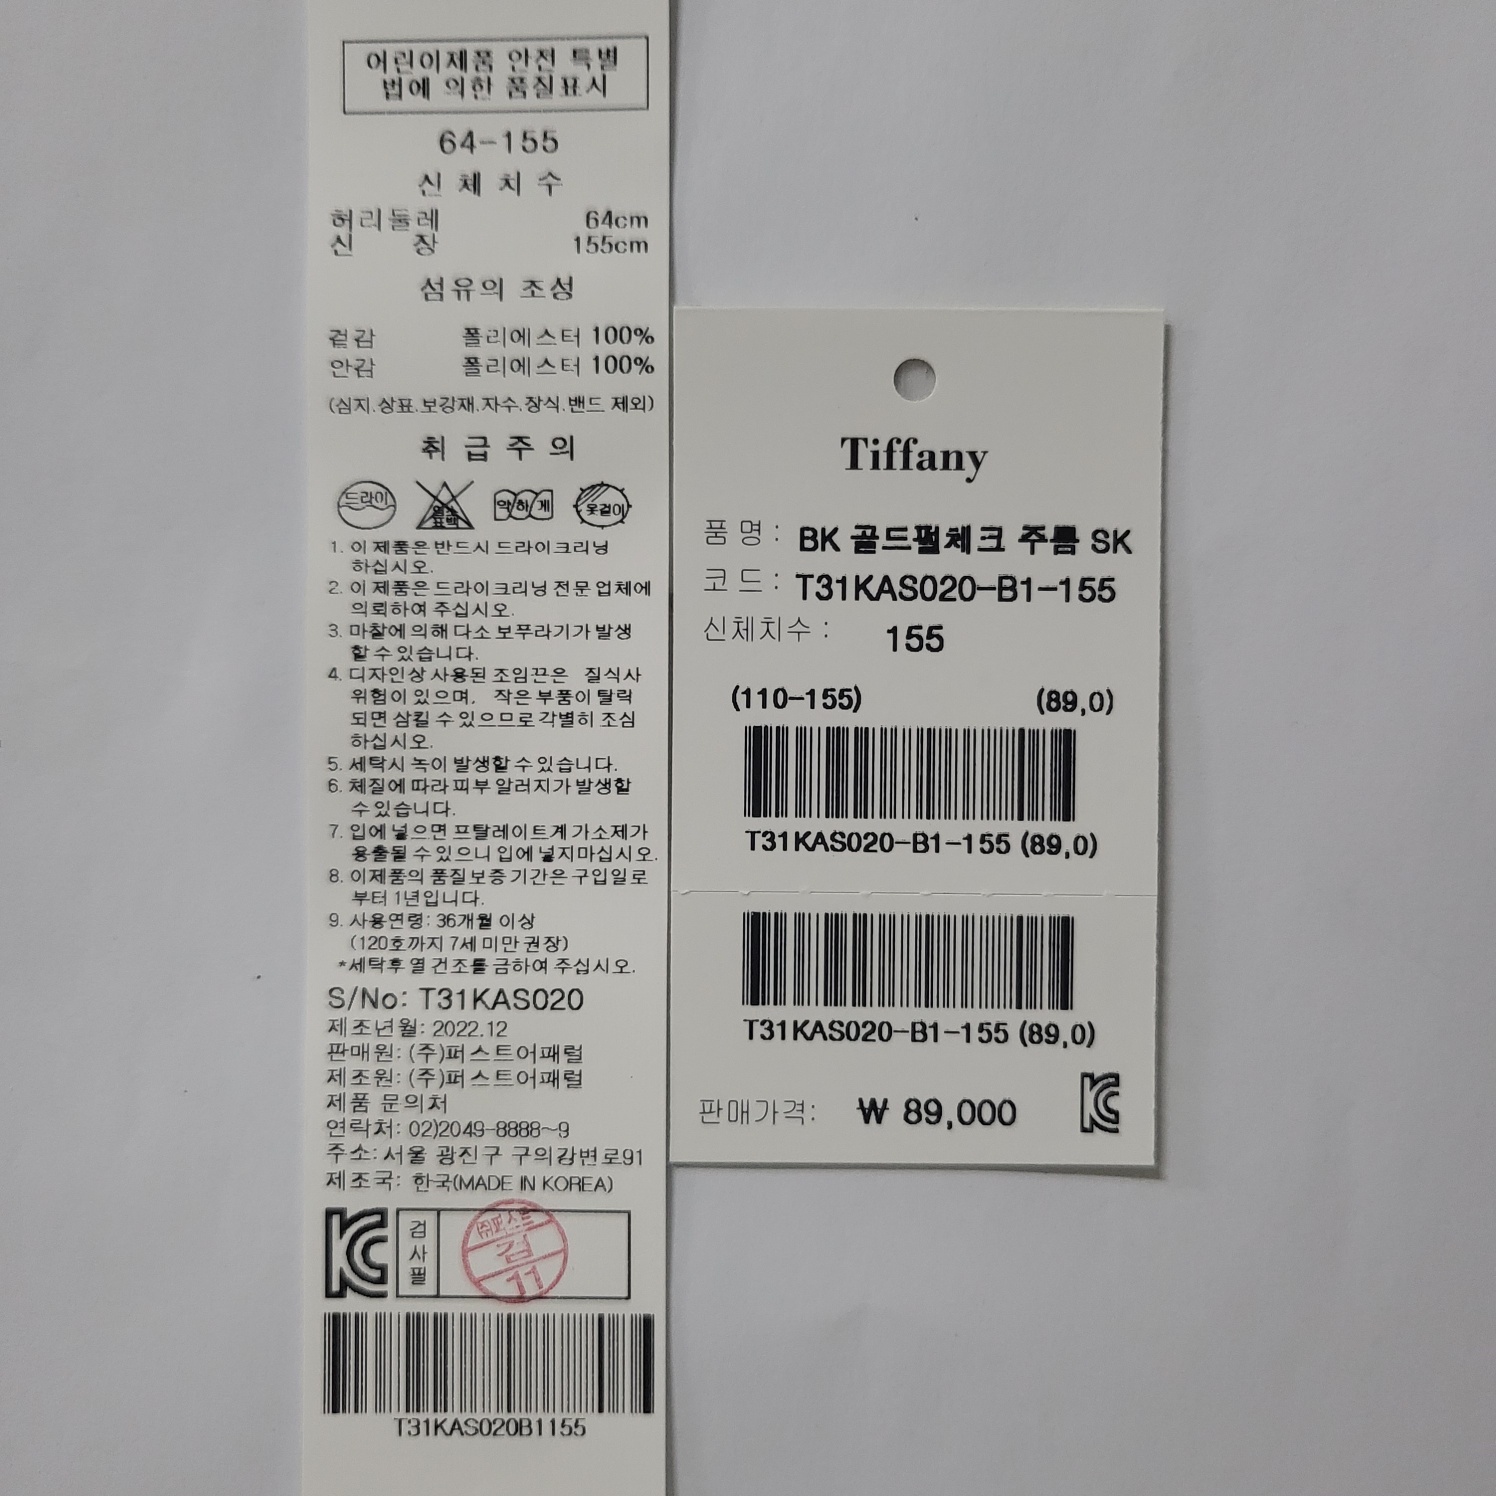 어린이제품 안전 특별
법에 의한 품질표시
64-155
신체치수
허리둘레 64cm
신 장 155cm
섬유의 조성
겉감 폴리에스터 100%
안감 폴리에스터 100%
(심지.상표.보강재.자수.장식.밴드 제외)
취급주의
드라이 염소표백 약하게 옷걸이
1. 이 제품은 반드시 드라이크리닝
하십시오.
2. 이 제품은 드라이크리닝 전문 업체에
의뢰하여 주십시오.
3. 마찰에 의해 다소 보푸라기가 발생
할 수 있습니다.
4. 디자인상 사용된 조임끈은 질식사
위험이 있으며, 작은 부품이 탈락
되면 삼킬 수 있으므로 각별히 조심
하십시오.
5. 세탁시 녹이 발생할 수 있습니다.
6. 체질에 따라 피부 알러지가 발생할
수 있습니다.
7. 입에 넣으면 프탈레이트계 가소제가
용출될 수 있으니 입에 넣지마십시오.
8. 이제품의 품질 보증 기간은 구입일로
부터 1년입니다.
9. 사용연령: 36개월 이상
(120호까지 7세 미만 권장)
*세탁후 열 건조를 금하여 주십시오.
S/No: T31KAS020
제조년월: 2022.12
판매원: (주)퍼스트어패럴
제조원: (주)퍼스트어패럴
제품 문의처
연락처: 02)2049-8888~9
주소: 서울 광진구 구의강변로91
제조국: 한국(MADE IN KOREA)
KC 검사필 ㈜퍼스트 검 11
T31KAS020B1155
Tiffany
품 명 : BK 골드펄체크 주름 SK
코 드 : T31KAS020-B1-155
신체치수 : 155
(110-155) (89,0)
T31KAS020-B1-155 (89,0)
T31KAS020-B1-155 (89,0)
판매가격: ₩ 89,000 KC